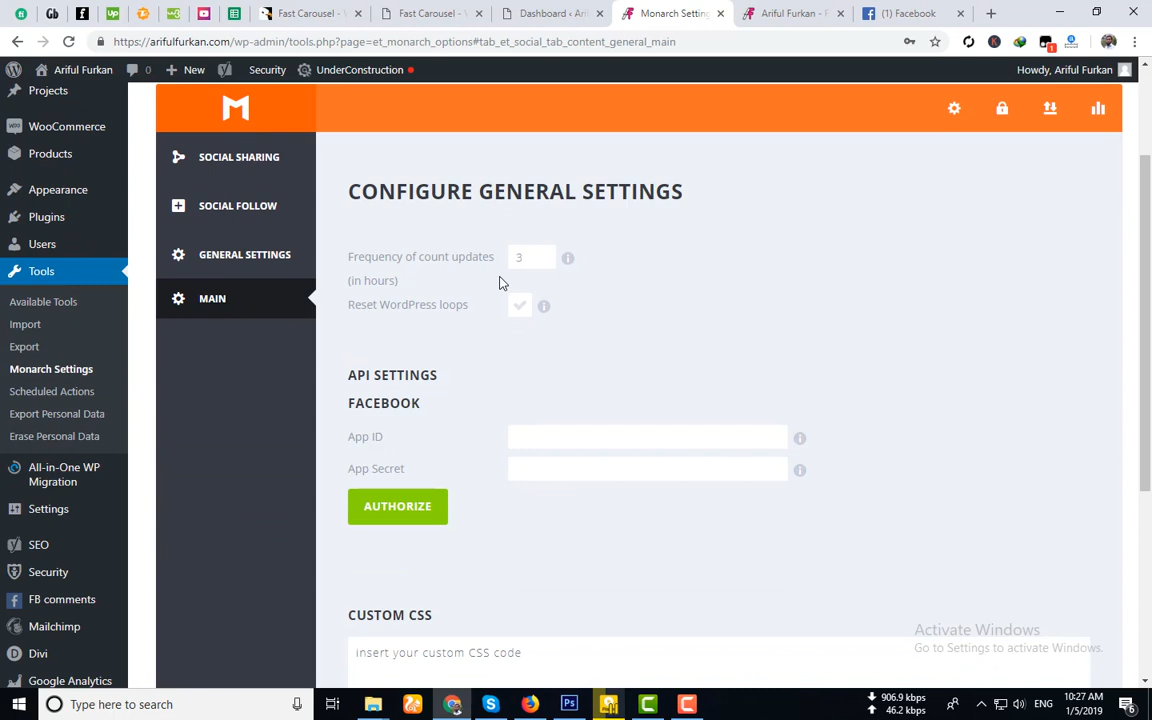 Fast Carousel - V
Fast Carousel - V
Dashboard ‹ Arif
Monarch Setting
Ariful Furkan - F
(1) Facebook
https://arifulfurkan.com/wp-admin/tools.php?page=et_monarch_options#tab_et_social_tab_content_general_main
Ariful Furkan 0 New Security UnderConstruction Howdy, Ariful Furkan
Projects
WooCommerce
Products
Appearance
Plugins
Users
Tools
Available Tools
Import
Export
Monarch Settings
Scheduled Actions
Export Personal Data
Erase Personal Data
All-in-One WP
Migration
Settings
SEO
Security
FB comments
Mailchimp
Divi
Google Analytics
M
SOCIAL SHARING
SOCIAL FOLLOW
GENERAL SETTINGS
MAIN
CONFIGURE GENERAL SETTINGS
Frequency of count updates 3
(in hours)
Reset WordPress loops
API SETTINGS
FACEBOOK
App ID
App Secret
AUTHORIZE
CUSTOM CSS
insert your custom CSS code
Activate Windows
Go to Settings to activate Windows.
Type here to search
906.9 kbps
46.2 kbps
ENG
10:27 AM
1/5/2019
6